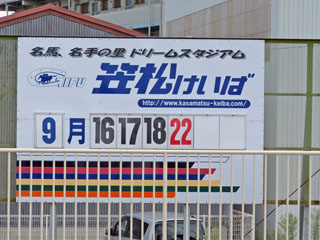 名馬、名手の里 ドリームスタジアム
GIFU 笠松けいば
http://www.kasamatsu-keiba.com/
9 月 16 17 18 22